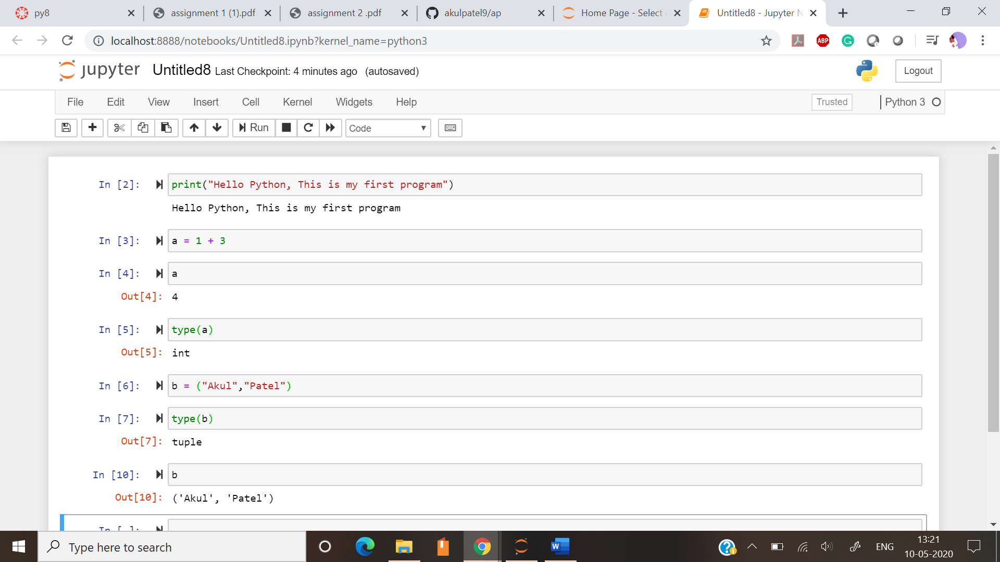 py8
assignment 1 (1).pdf
assignment 2 .pdf
akulpatel9/ap
Home Page - Select
Untitled8 - Jupyter N
localhost:8888/notebooks/Untitled8.ipynb?kernel_name=python3
ABP
jupyter Untitled8 Last Checkpoint: 4 minutes ago (autosaved)
Logout
File Edit View Insert Cell Kernel Widgets Help
Trusted
Python 3
Run
Code
In [2]: print("Hello Python, This is my first program")
Hello Python, This is my first program
In [3]: a = 1 + 3
In [4]: a
Out[4]: 4
In [5]: type(a)
Out[5]: int
In [6]: b = ("Akul","Patel")
In [7]: type(b)
Out[7]: tuple
In [10]: b
Out[10]: ('Akul', 'Patel')
In [ ]:
Type here to search
ENG
13:21
10-05-2020